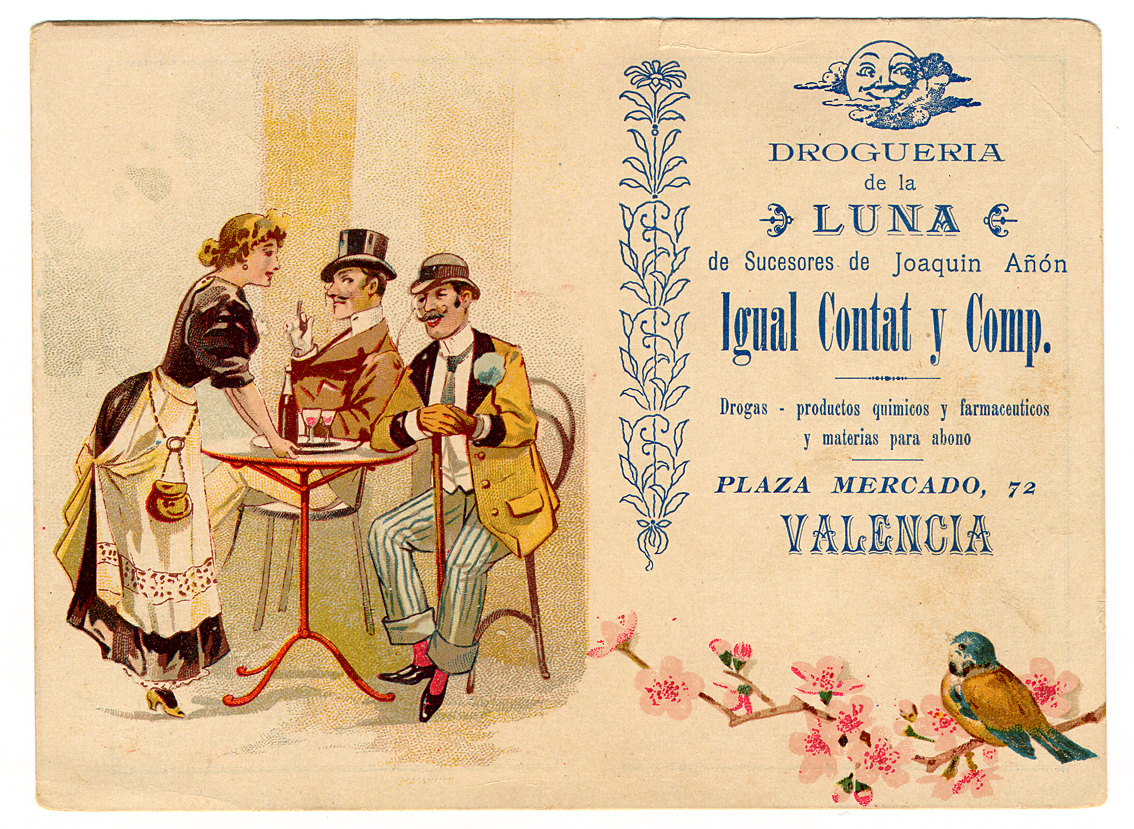 DROGUERIA
de la
LUNA
de Sucesores de Joaquin Añón
Igual Contat y Comp.
Drogas - productos quimicos y farmaceuticos
y materias para abono
PLAZA MERCADO, 72
VALENCIA